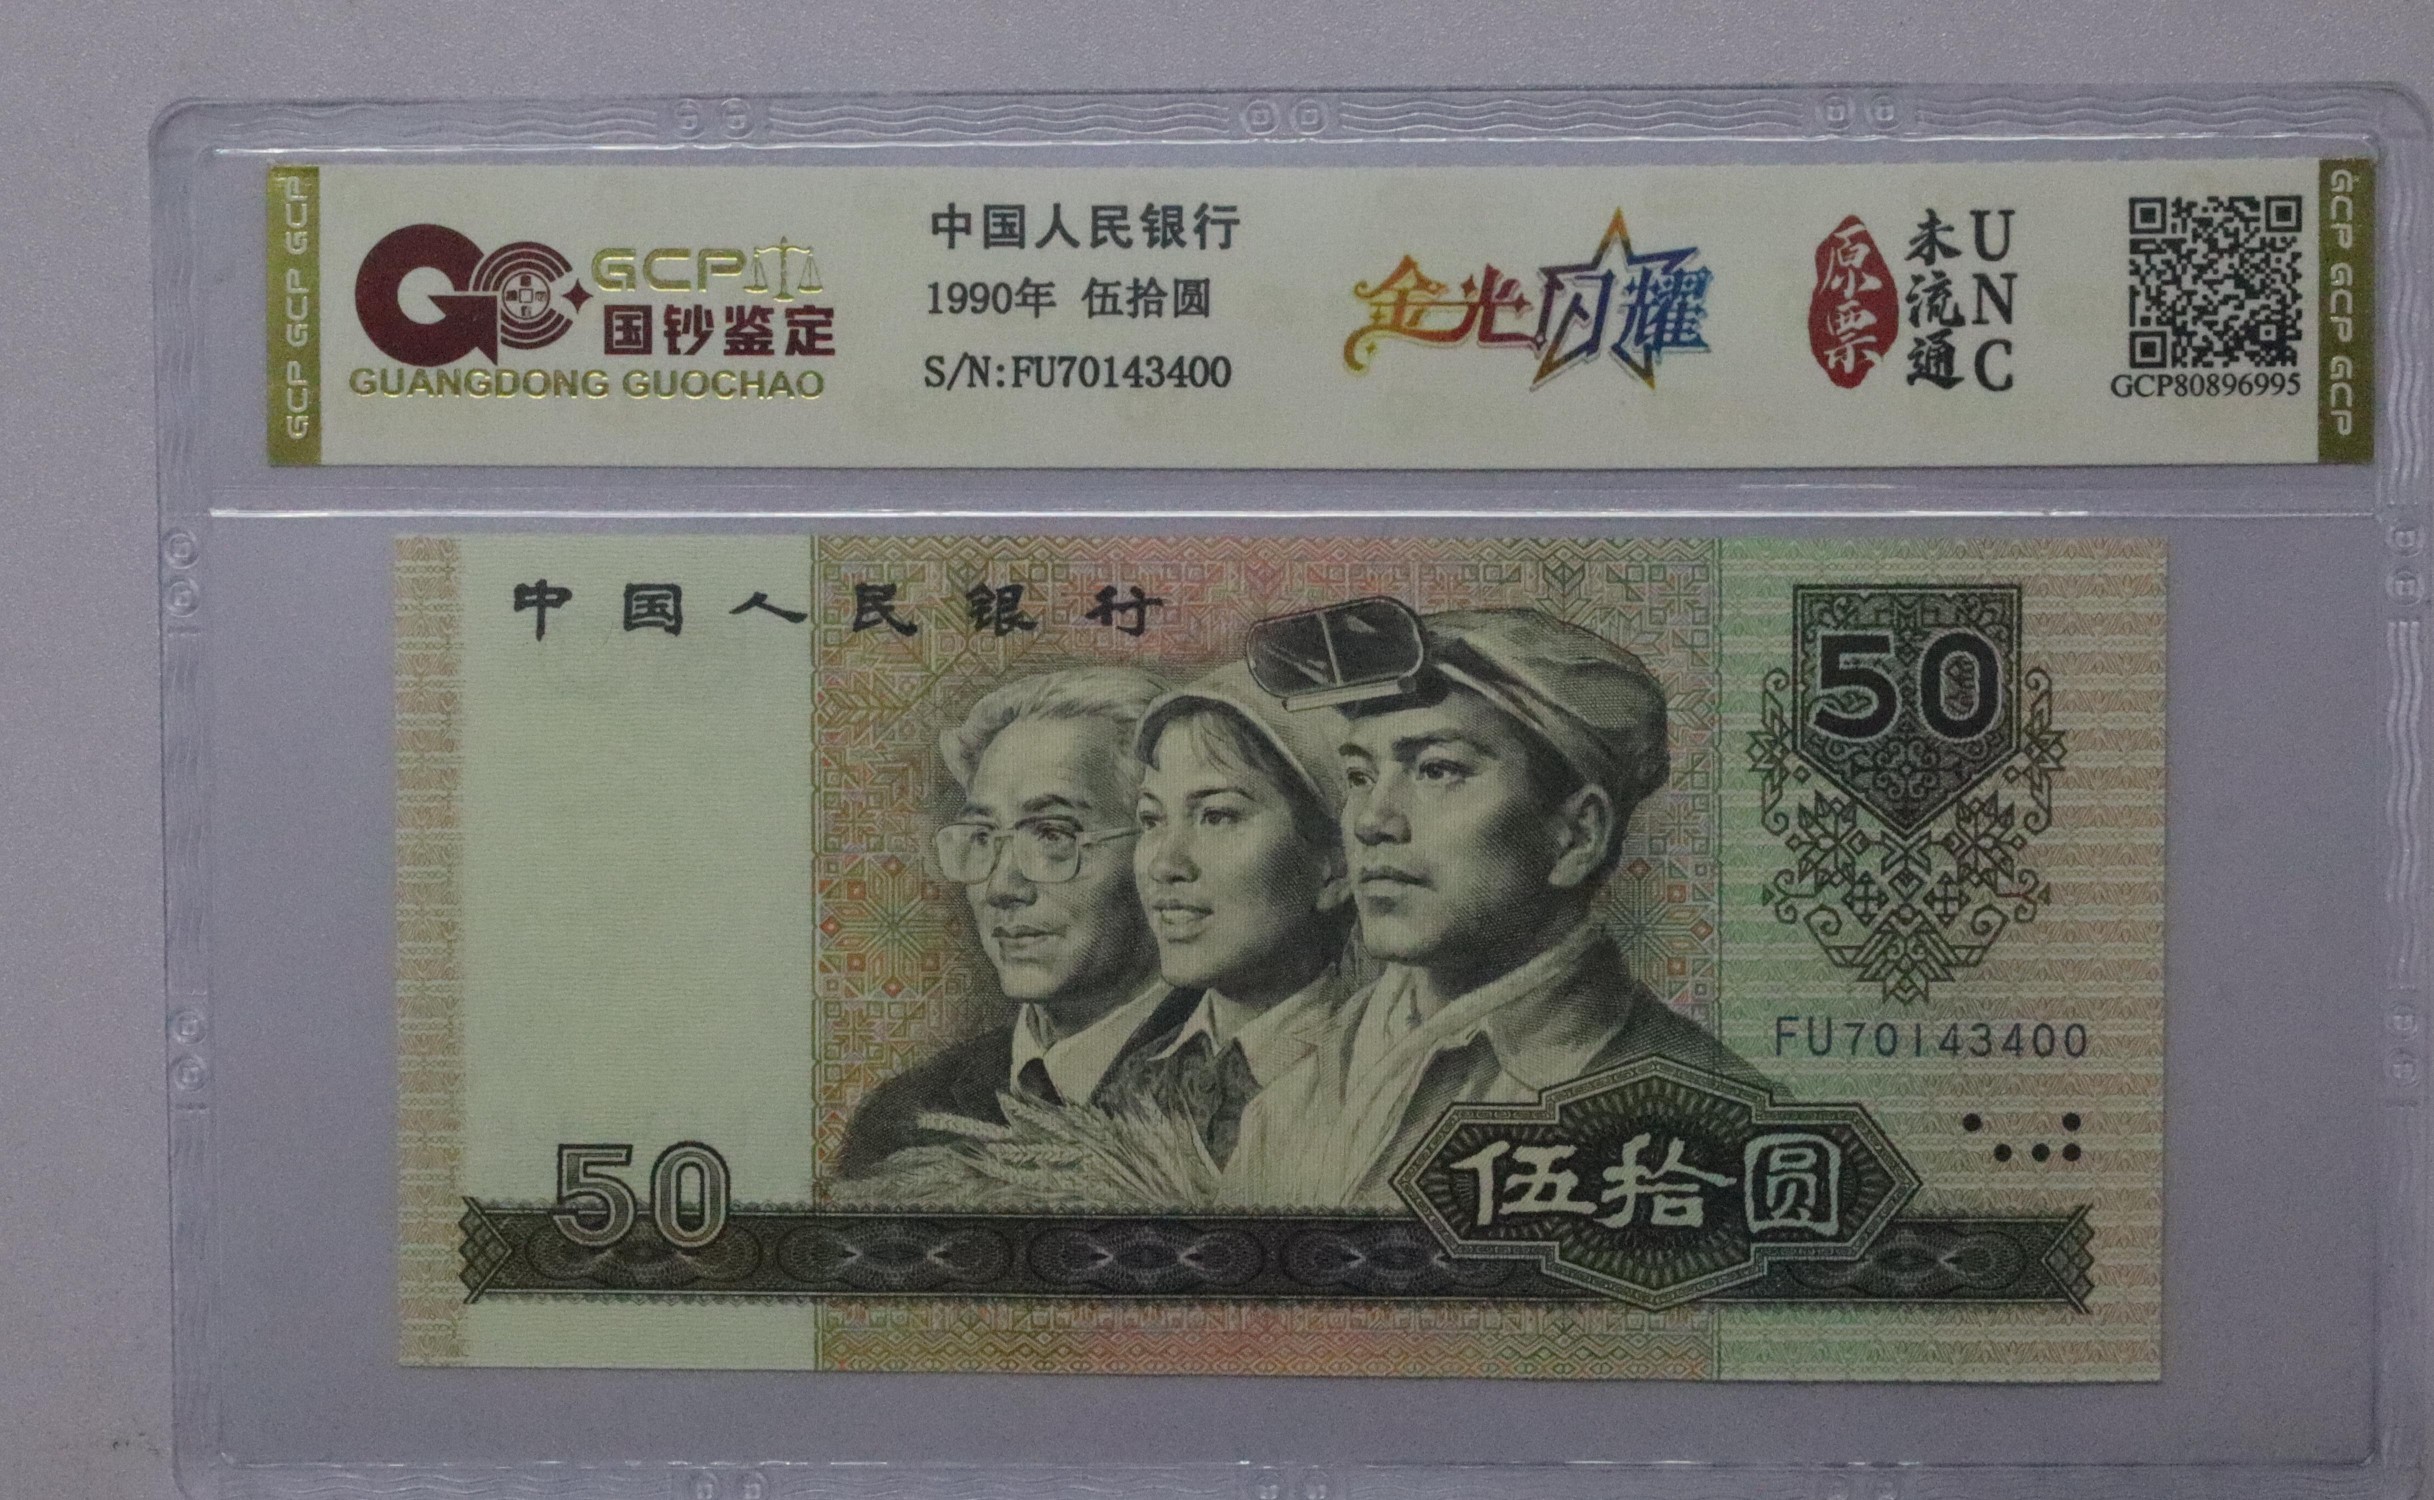 GCP GCP GCP
GCP
国钞鉴定
GUANGDONG GUOCHAO
中国人民银行
1990年 伍拾圆
S/N:FU70143400
金光闪耀
原票
未流通
UNC
GCP80896995
GCP GCP GCP
中国人民银行
50
FU70143400
50
伍拾圆